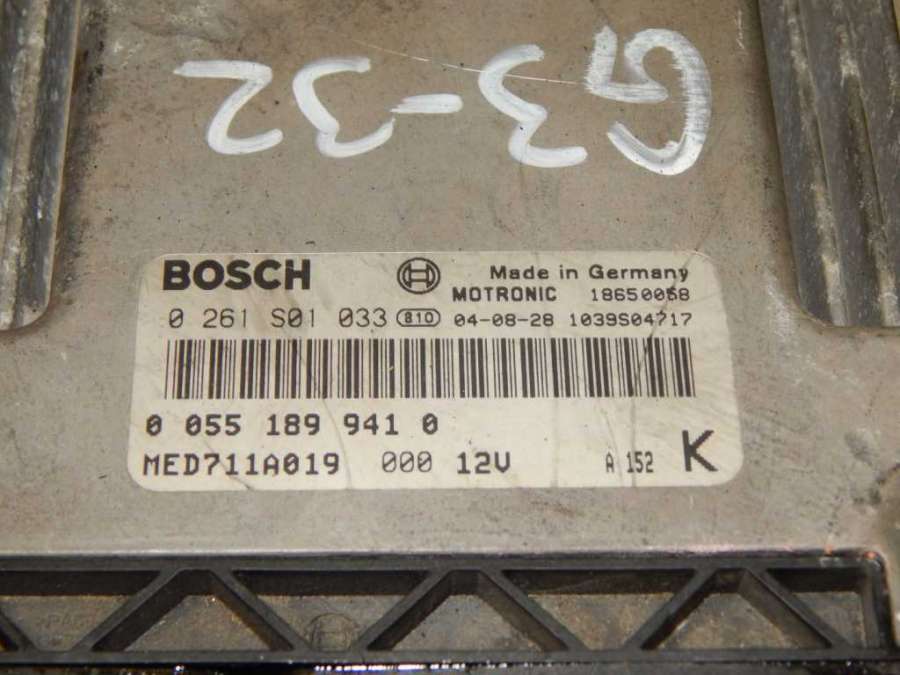 G3-32
BOSCH
Made in Germany
MOTRONIC 18650058
0 261 S01 033 810 04-08-28 1039S04717
0 055 189 941 0
MED711A019 000 12V A 152 K